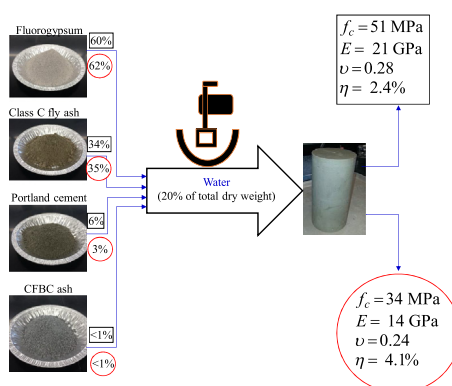 Fluorogypsum
60%
62%
Class C fly ash
34%
35%
Portland cement
6%
3%
CFBC ash
<1%
<1%
Water
(20% of total dry weight)
f_c = 51 MPa
E = 21 GPa
υ = 0.28
η = 2.4%
f_c = 34 MPa
E = 14 GPa
υ = 0.24
η = 4.1%